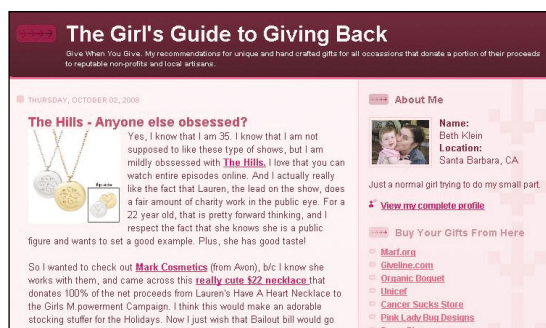 The Girl's Guide to Giving Back
Give When You Give. My recommendations for unique and hand crafted gifts for all occassions that donate a portion of their proceeds
to reputable non-profits and local artisans.
THURSDAY, OCTOBER 02, 2008
The Hills - Anyone else obsessed?
Yes, I know that I am 35. I know that I am not
supposed to like these type of shows, but I am
mildly obssessed with The Hills. I love that you can
watch entire episodes online. And I actually really
like the fact that Lauren, the lead on the show, does
a fair amount of charity work in the public eye. For a
22 year old, that is pretty forward thinking, and I
respect the fact that she knows she is a public
figure and wants to set a good example. Plus, she has good taste!
So I wanted to check out Mark Cosmetics (from Avon), b/c I know she
works with them, and came across this really cute $22 necklace that
donates 100% of the net proceeds from Lauren's Have A Heart Necklace to
the Girls M.powerment Campaign. I think this would make an adorable
stocking stuffer for the Holidays. Now I just wish that Bailout bill would go
About Me
Name:
Beth Klein
Location:
Santa Barbara, CA
Just a normal girl trying to do my small part.
View my complete profile
Buy Your Gifts From Here
Marf.org
Giveline.com
Organic Boquet
Unicef
Cancer Sucks Store
Pink Lady Bug Designs